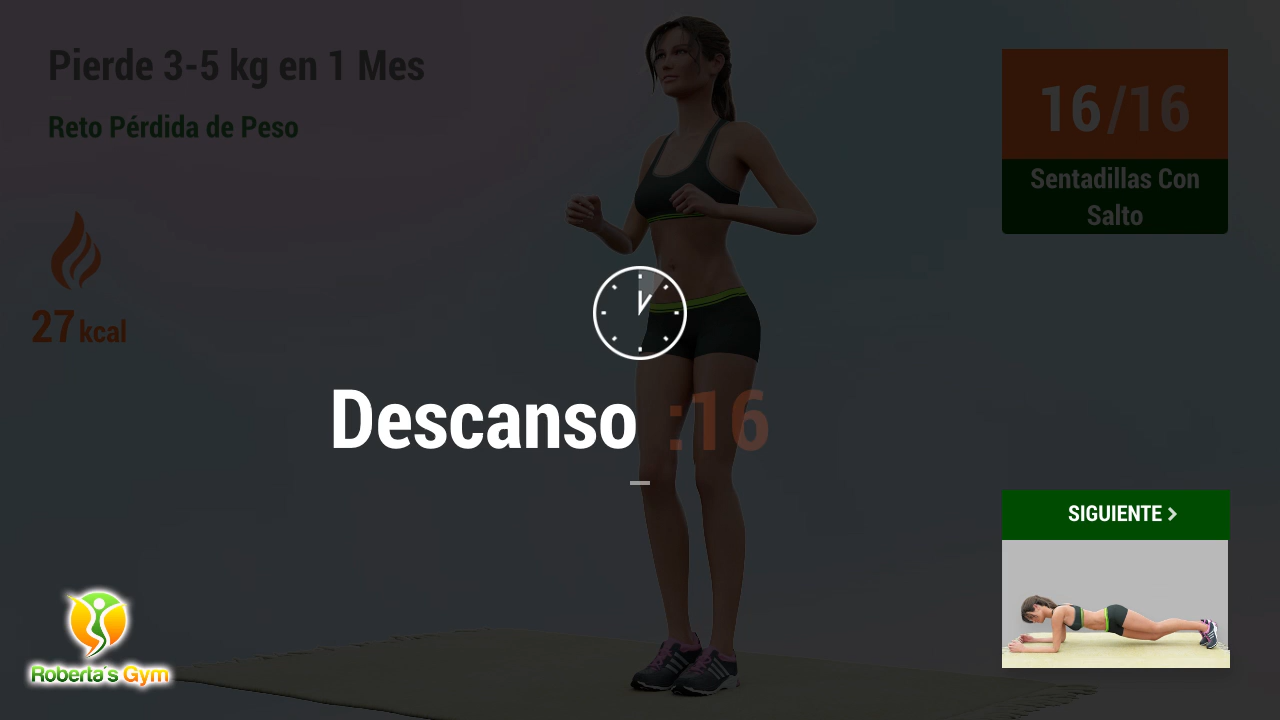 Pierde 3-5 kg en 1 Mes
Reto Pérdida de Peso
27 kcal
16/16
Sentadillas Con
Salto
Descanso :16
SIGUIENTE >
Roberta´s Gym